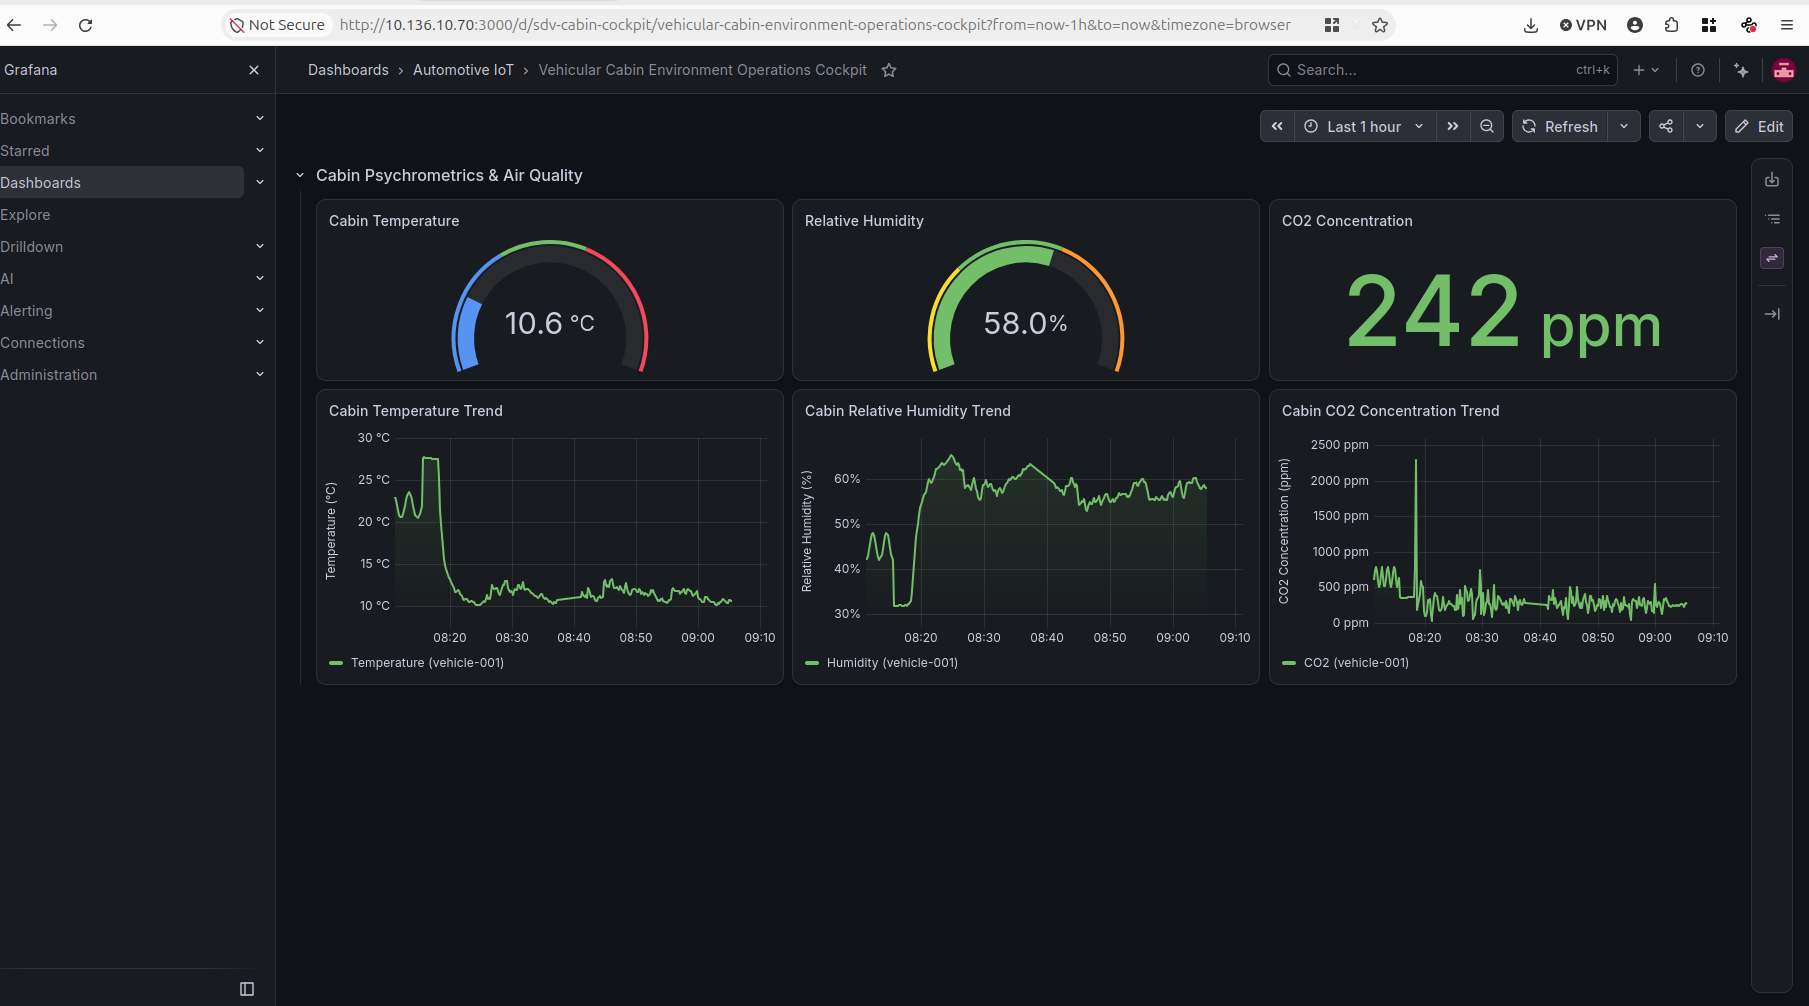 Not Secure
http://10.136.10.70:3000/d/sdv-cabin-cockpit/vehicular-cabin-environment-operations-cockpit?from=now-1h&to=now&timezone=browser
VPN
Grafana
Dashboards › Automotive IoT › Vehicular Cabin Environment Operations Cockpit
Search...
ctrl+k
Bookmarks
Starred
Dashboards
Explore
Drilldown
AI
Alerting
Connections
Administration
Last 1 hour
Refresh
Edit
Cabin Psychrometrics & Air Quality
Cabin Temperature
10.6 °C
Relative Humidity
58.0%
CO2 Concentration
242 ppm
Cabin Temperature Trend
Temperature (°C)
30 °C
25 °C
20 °C
15 °C
10 °C
08:20 08:30 08:40 08:50 09:00 09:10
Temperature (vehicle-001)
Cabin Relative Humidity Trend
Relative Humidity (%)
60%
50%
40%
30%
08:20 08:30 08:40 08:50 09:00 09:10
Humidity (vehicle-001)
Cabin CO2 Concentration Trend
CO2 Concentration (ppm)
2500 ppm
2000 ppm
1500 ppm
1000 ppm
500 ppm
0 ppm
08:20 08:30 08:40 08:50 09:00 09:10
CO2 (vehicle-001)